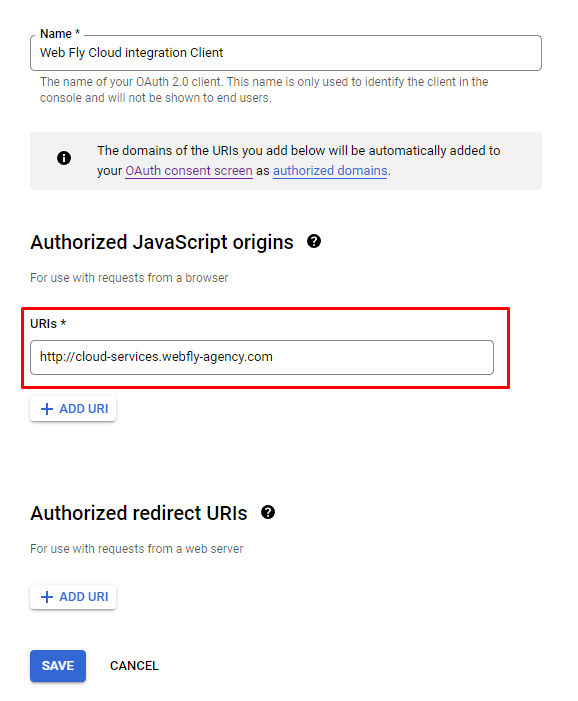 Name *
Web Fly Cloud integration Client
The name of your OAuth 2.0 client. This name is only used to identify the client in the
console and will not be shown to end users.
The domains of the URIs you add below will be automatically added to
your OAuth consent screen as authorized domains.
Authorized JavaScript origins
For use with requests from a browser
URIs *
http://cloud-services.webfly-agency.com
ADD URI
Authorized redirect URIs
For use with requests from a web server
ADD URI
SAVE CANCEL